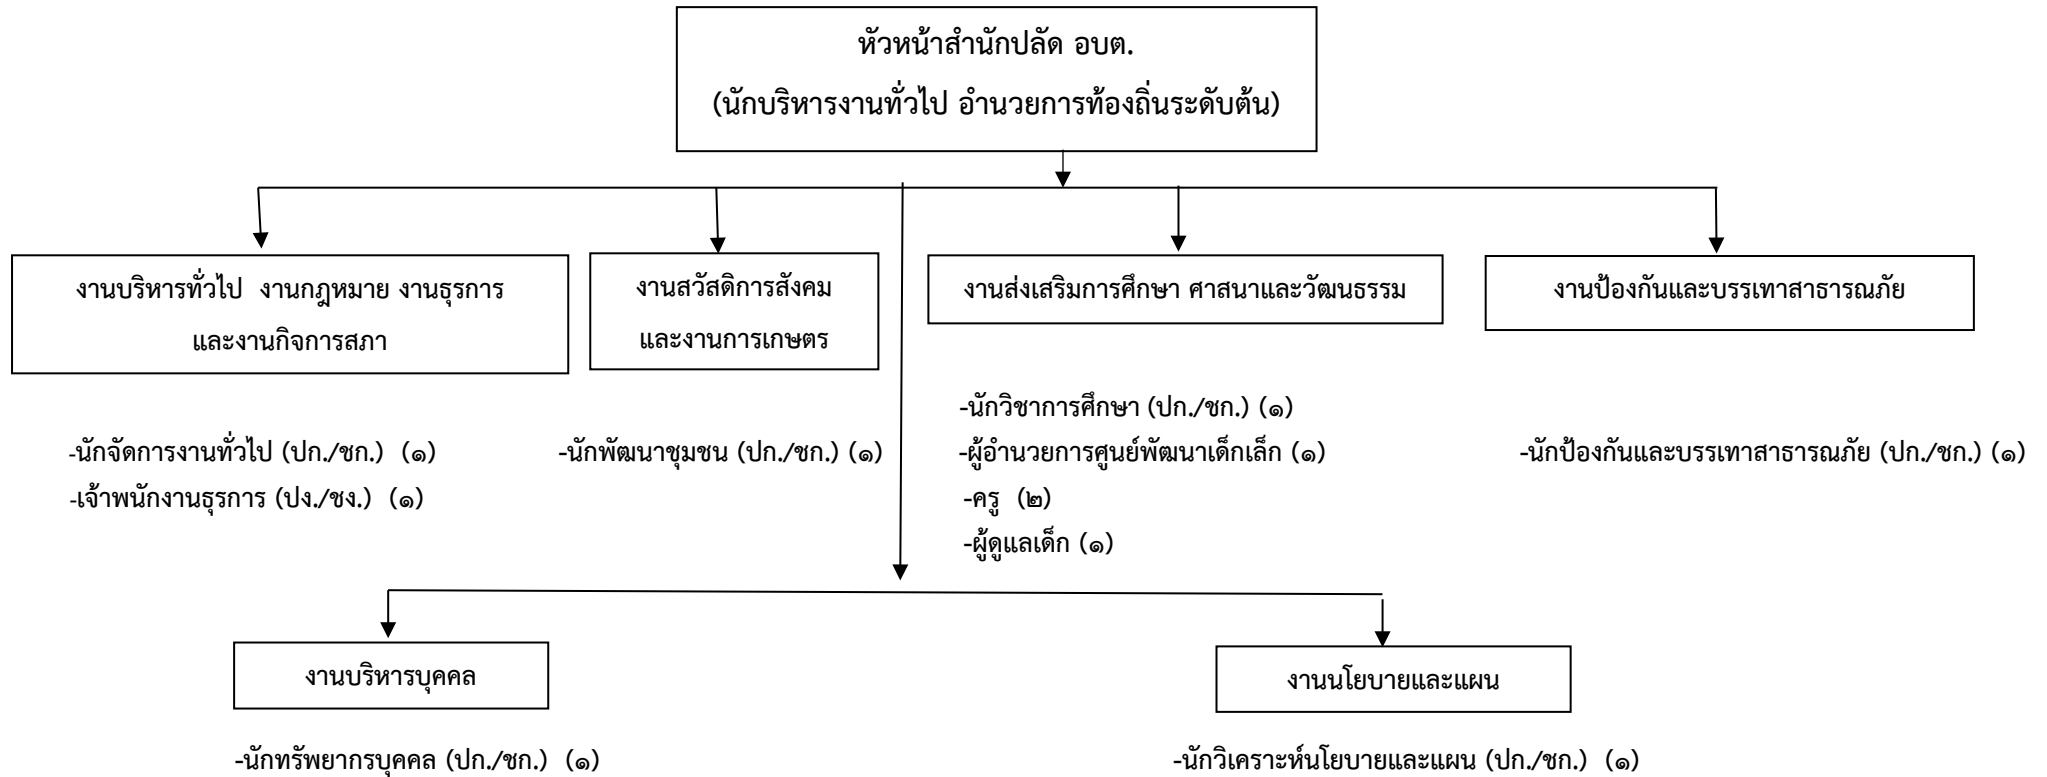 หัวหน้าสำนักปลัด อบต.
(นักบริหารงานทั่วไป อำนวยการท้องถิ่นระดับต้น)
งานบริหารทั่วไป งานกฎหมาย งานธุรการ
และงานกิจการสภา
งานสวัสดิการสังคม
และงานการเกษตร
งานส่งเสริมการศึกษา ศาสนาและวัฒนธรรม
งานป้องกันและบรรเทาสาธารณภัย
-นักจัดการงานทั่วไป (ปก./ชก.) (๑)
-เจ้าพนักงานธุรการ (ปง./ชง.) (๑)
-นักพัฒนาชุมชน (ปก./ชก.) (๑)
-นักวิชาการศึกษา (ปก./ชก.) (๑)
-ผู้อำนวยการศูนย์พัฒนาเด็กเล็ก (๑)
-ครู (๒)
-ผู้ดูแลเด็ก (๑)
-นักป้องกันและบรรเทาสาธารณภัย (ปก./ชก.) (๑)
งานบริหารบุคคล
งานนโยบายและแผน
-นักทรัพยากรบุคคล (ปก./ชก.) (๑)
-นักวิเคราะห์นโยบายและแผน (ปก./ชก.) (๑)